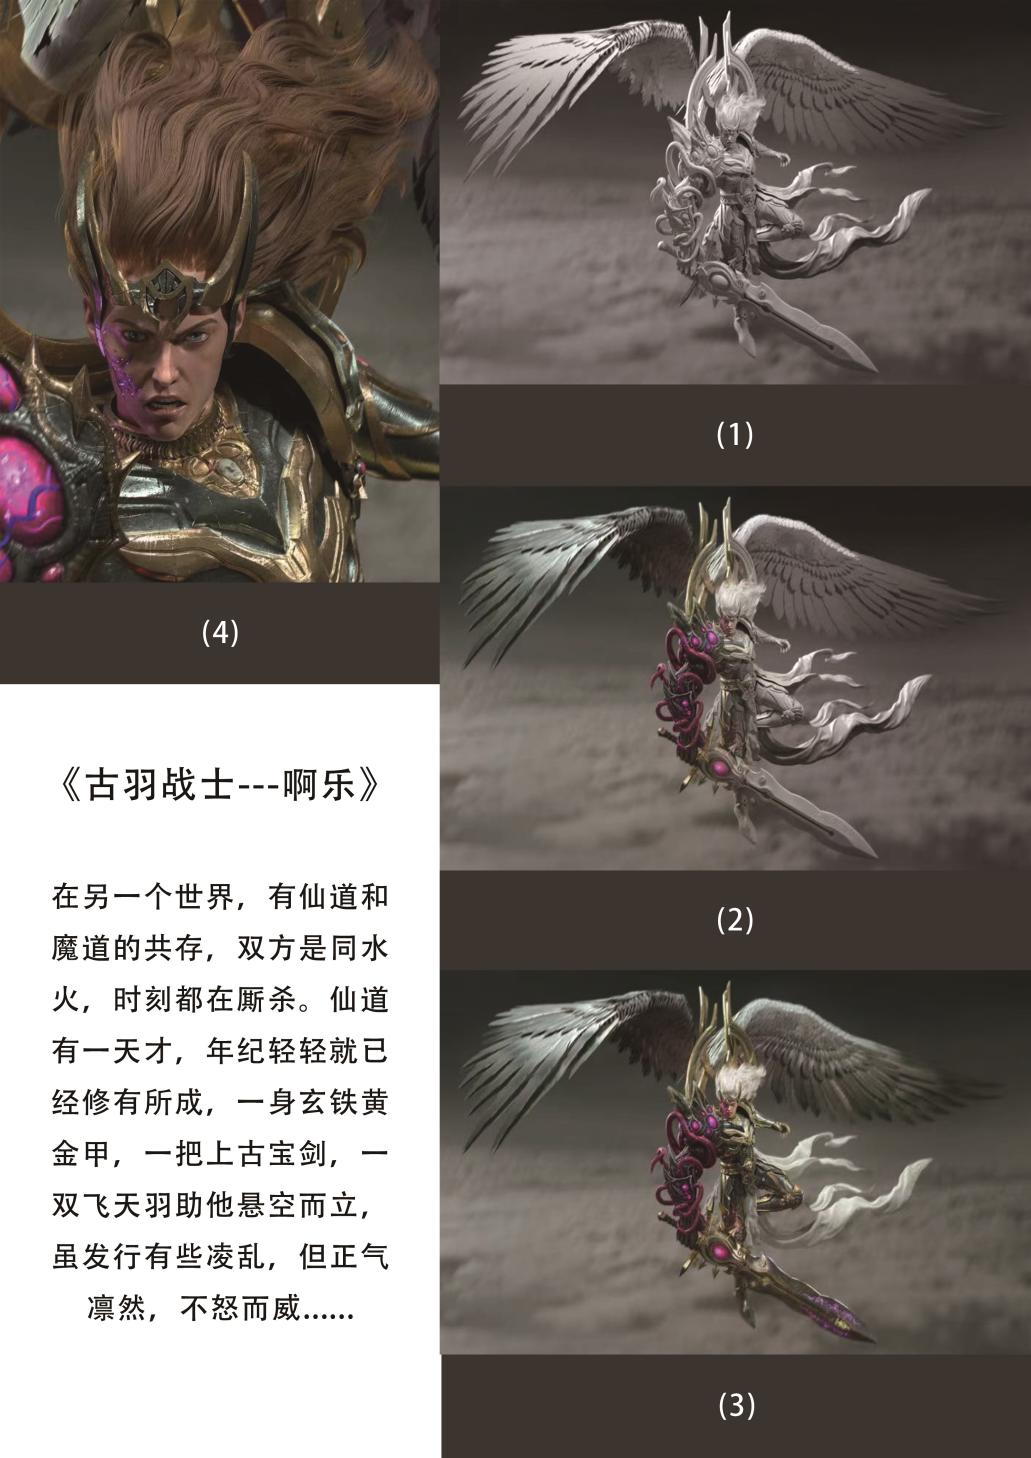 (1)
(4)
(2)
《古羽战士---啊乐》
在另一个世界，有仙道和
魔道的共存，双方是同水
火，时刻都在厮杀。仙道
有一天才，年纪轻轻就已
经修有所成，一身玄铁黄
金甲，一把上古宝剑，一
双飞天羽助他悬空而立，
虽发行有些凌乱，但正气
凛然，不怒而威......
(3)